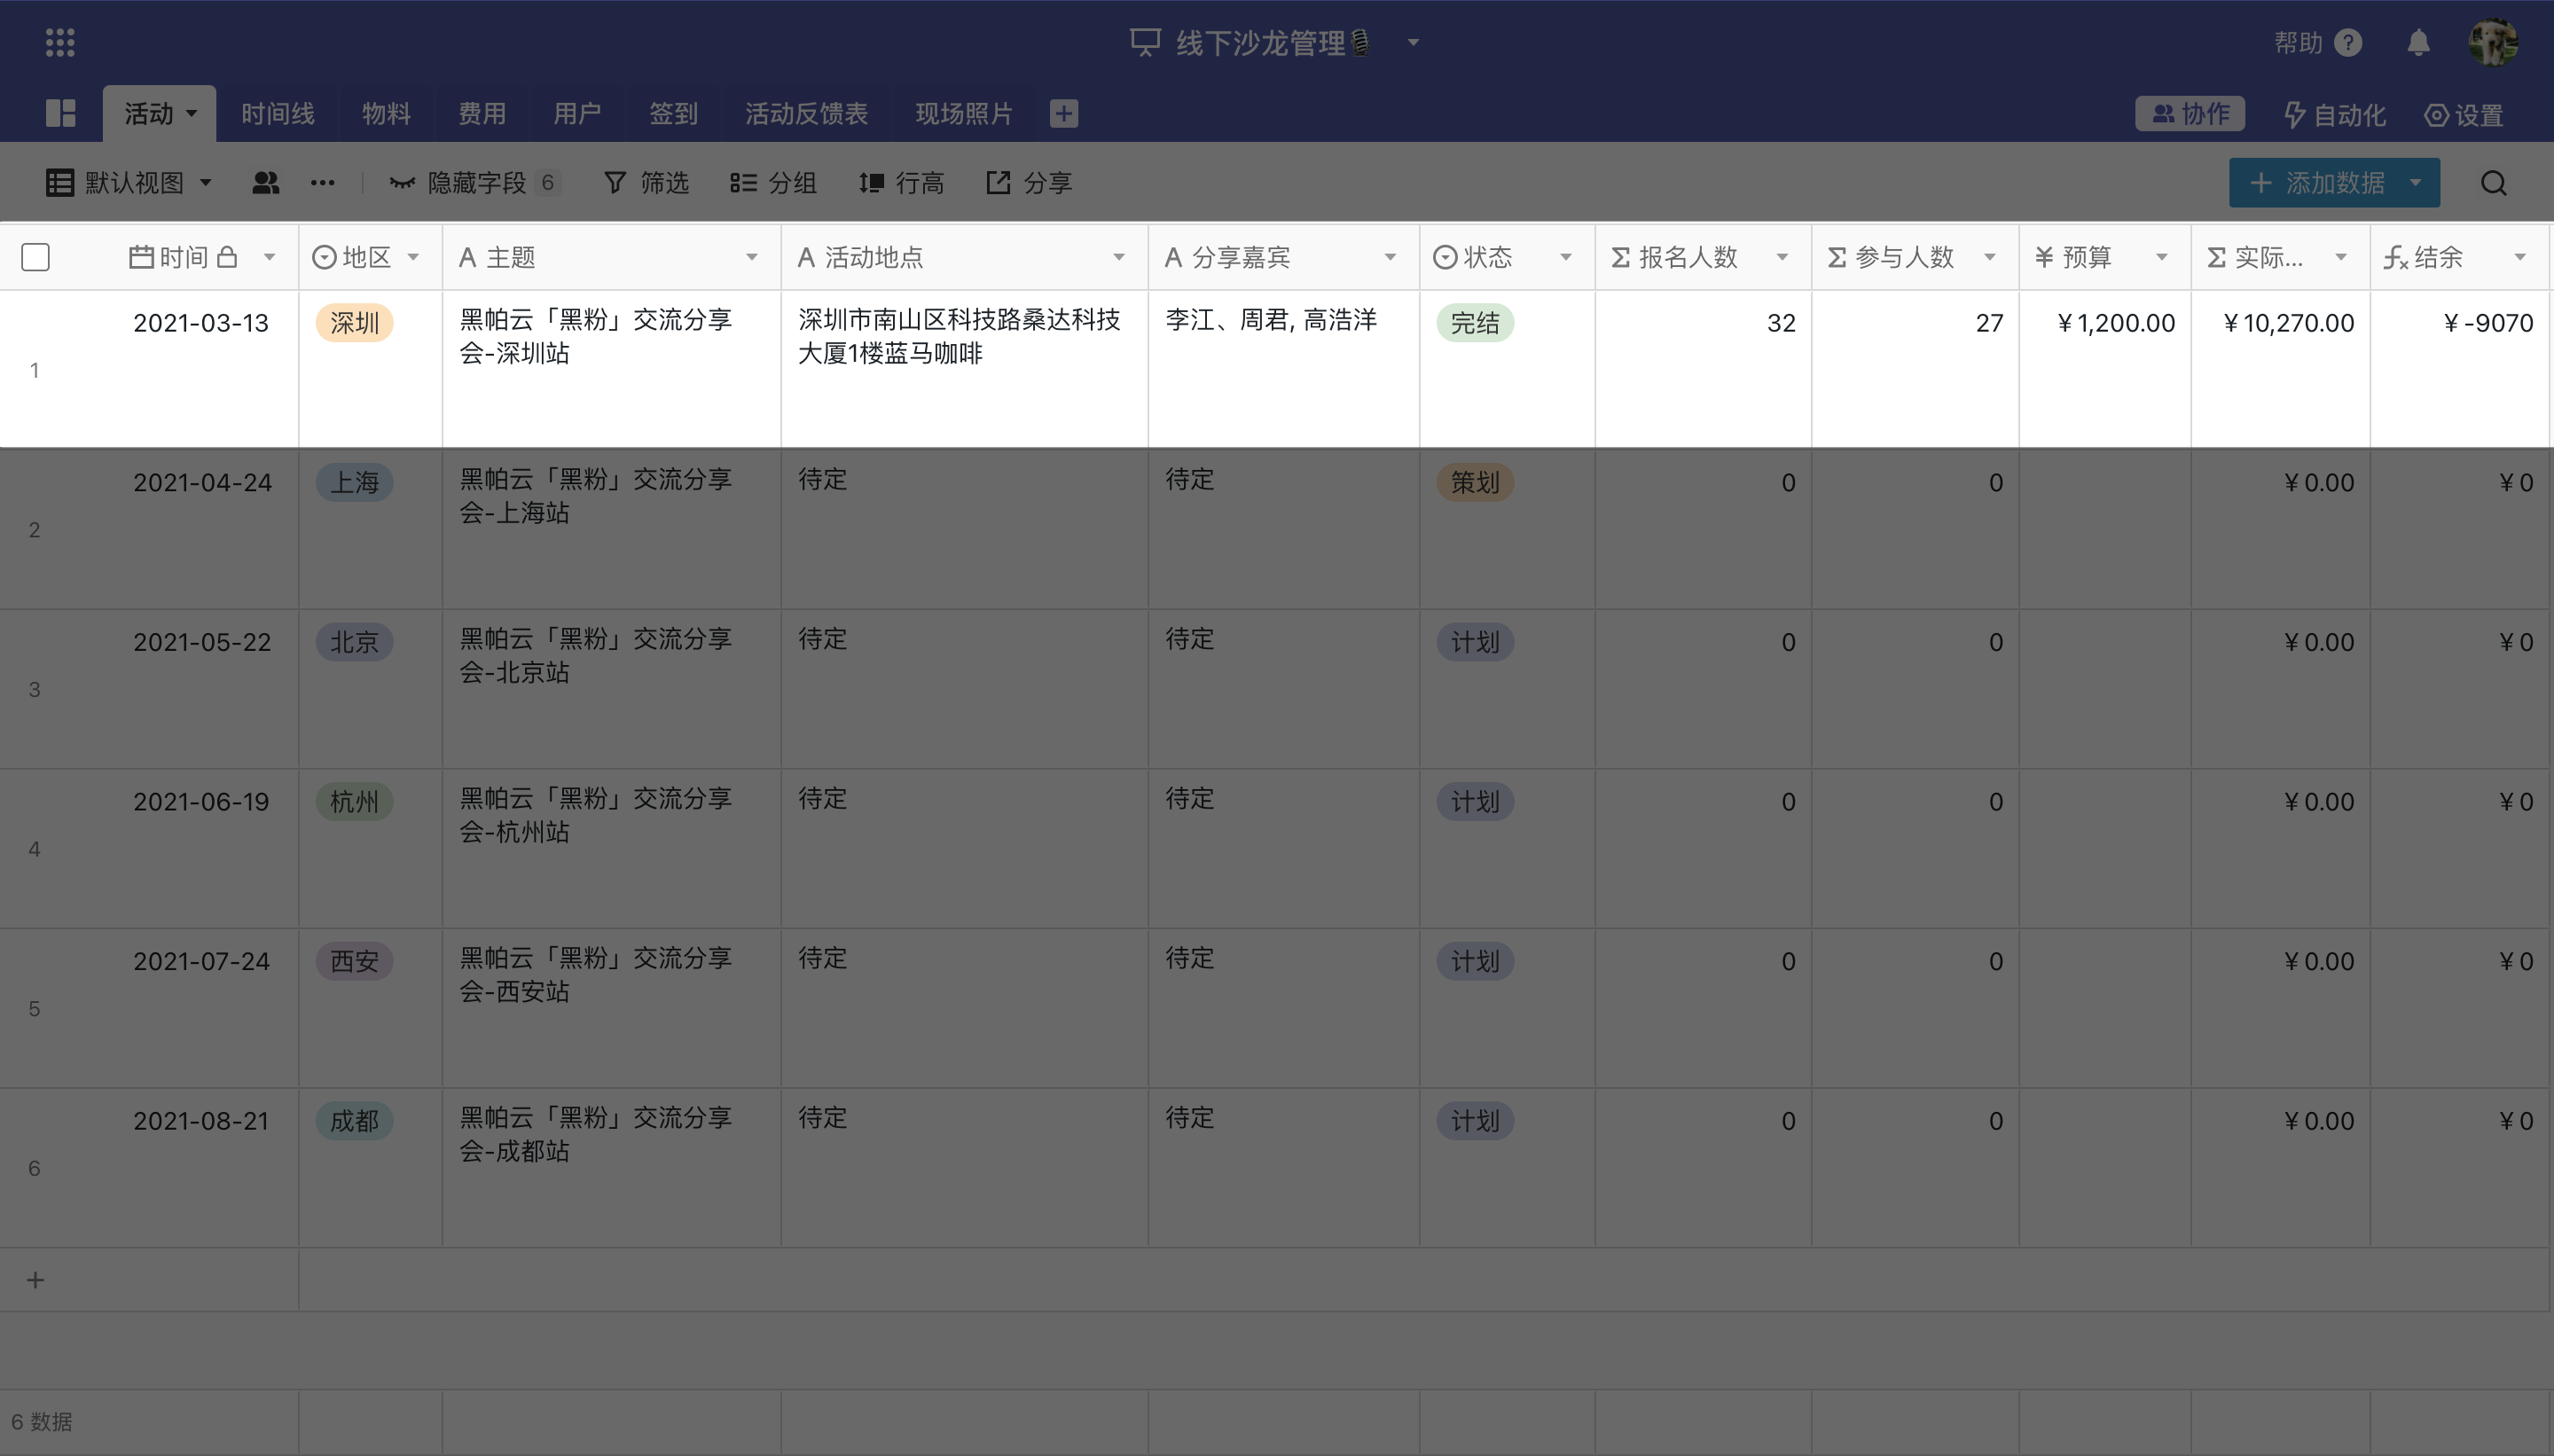 线下沙龙管理
帮助
活动 时间线 物料 费用 用户 签到 活动反馈表 现场照片
协作 自动化 设置
默认视图 隐藏字段 6 筛选 分组 行高 分享
添加数据
时间 地区 主题 活动地点 分享嘉宾 状态 报名人数 参与人数 ¥ 预算 实际... 结余
1 2021-03-13 深圳 黑帕云「黑粉」交流分享 深圳市南山区科技路桑达科技 李江、周君, 高浩洋 完结 32 27 ¥1,200.00 ¥10,270.00 ¥-9070
会-深圳站 大厦1楼蓝马咖啡
2 2021-04-24 上海 黑帕云「黑粉」交流分享 待定 待定 策划 0 0 ¥0.00 ¥0
会-上海站
3 2021-05-22 北京 黑帕云「黑粉」交流分享 待定 待定 计划 0 0 ¥0.00 ¥0
会-北京站
4 2021-06-19 杭州 黑帕云「黑粉」交流分享 待定 待定 计划 0 0 ¥0.00 ¥0
会-杭州站
5 2021-07-24 西安 黑帕云「黑粉」交流分享 待定 待定 计划 0 0 ¥0.00 ¥0
会-西安站
6 2021-08-21 成都 黑帕云「黑粉」交流分享 待定 待定 计划 0 0 ¥0.00 ¥0
会-成都站
6 数据